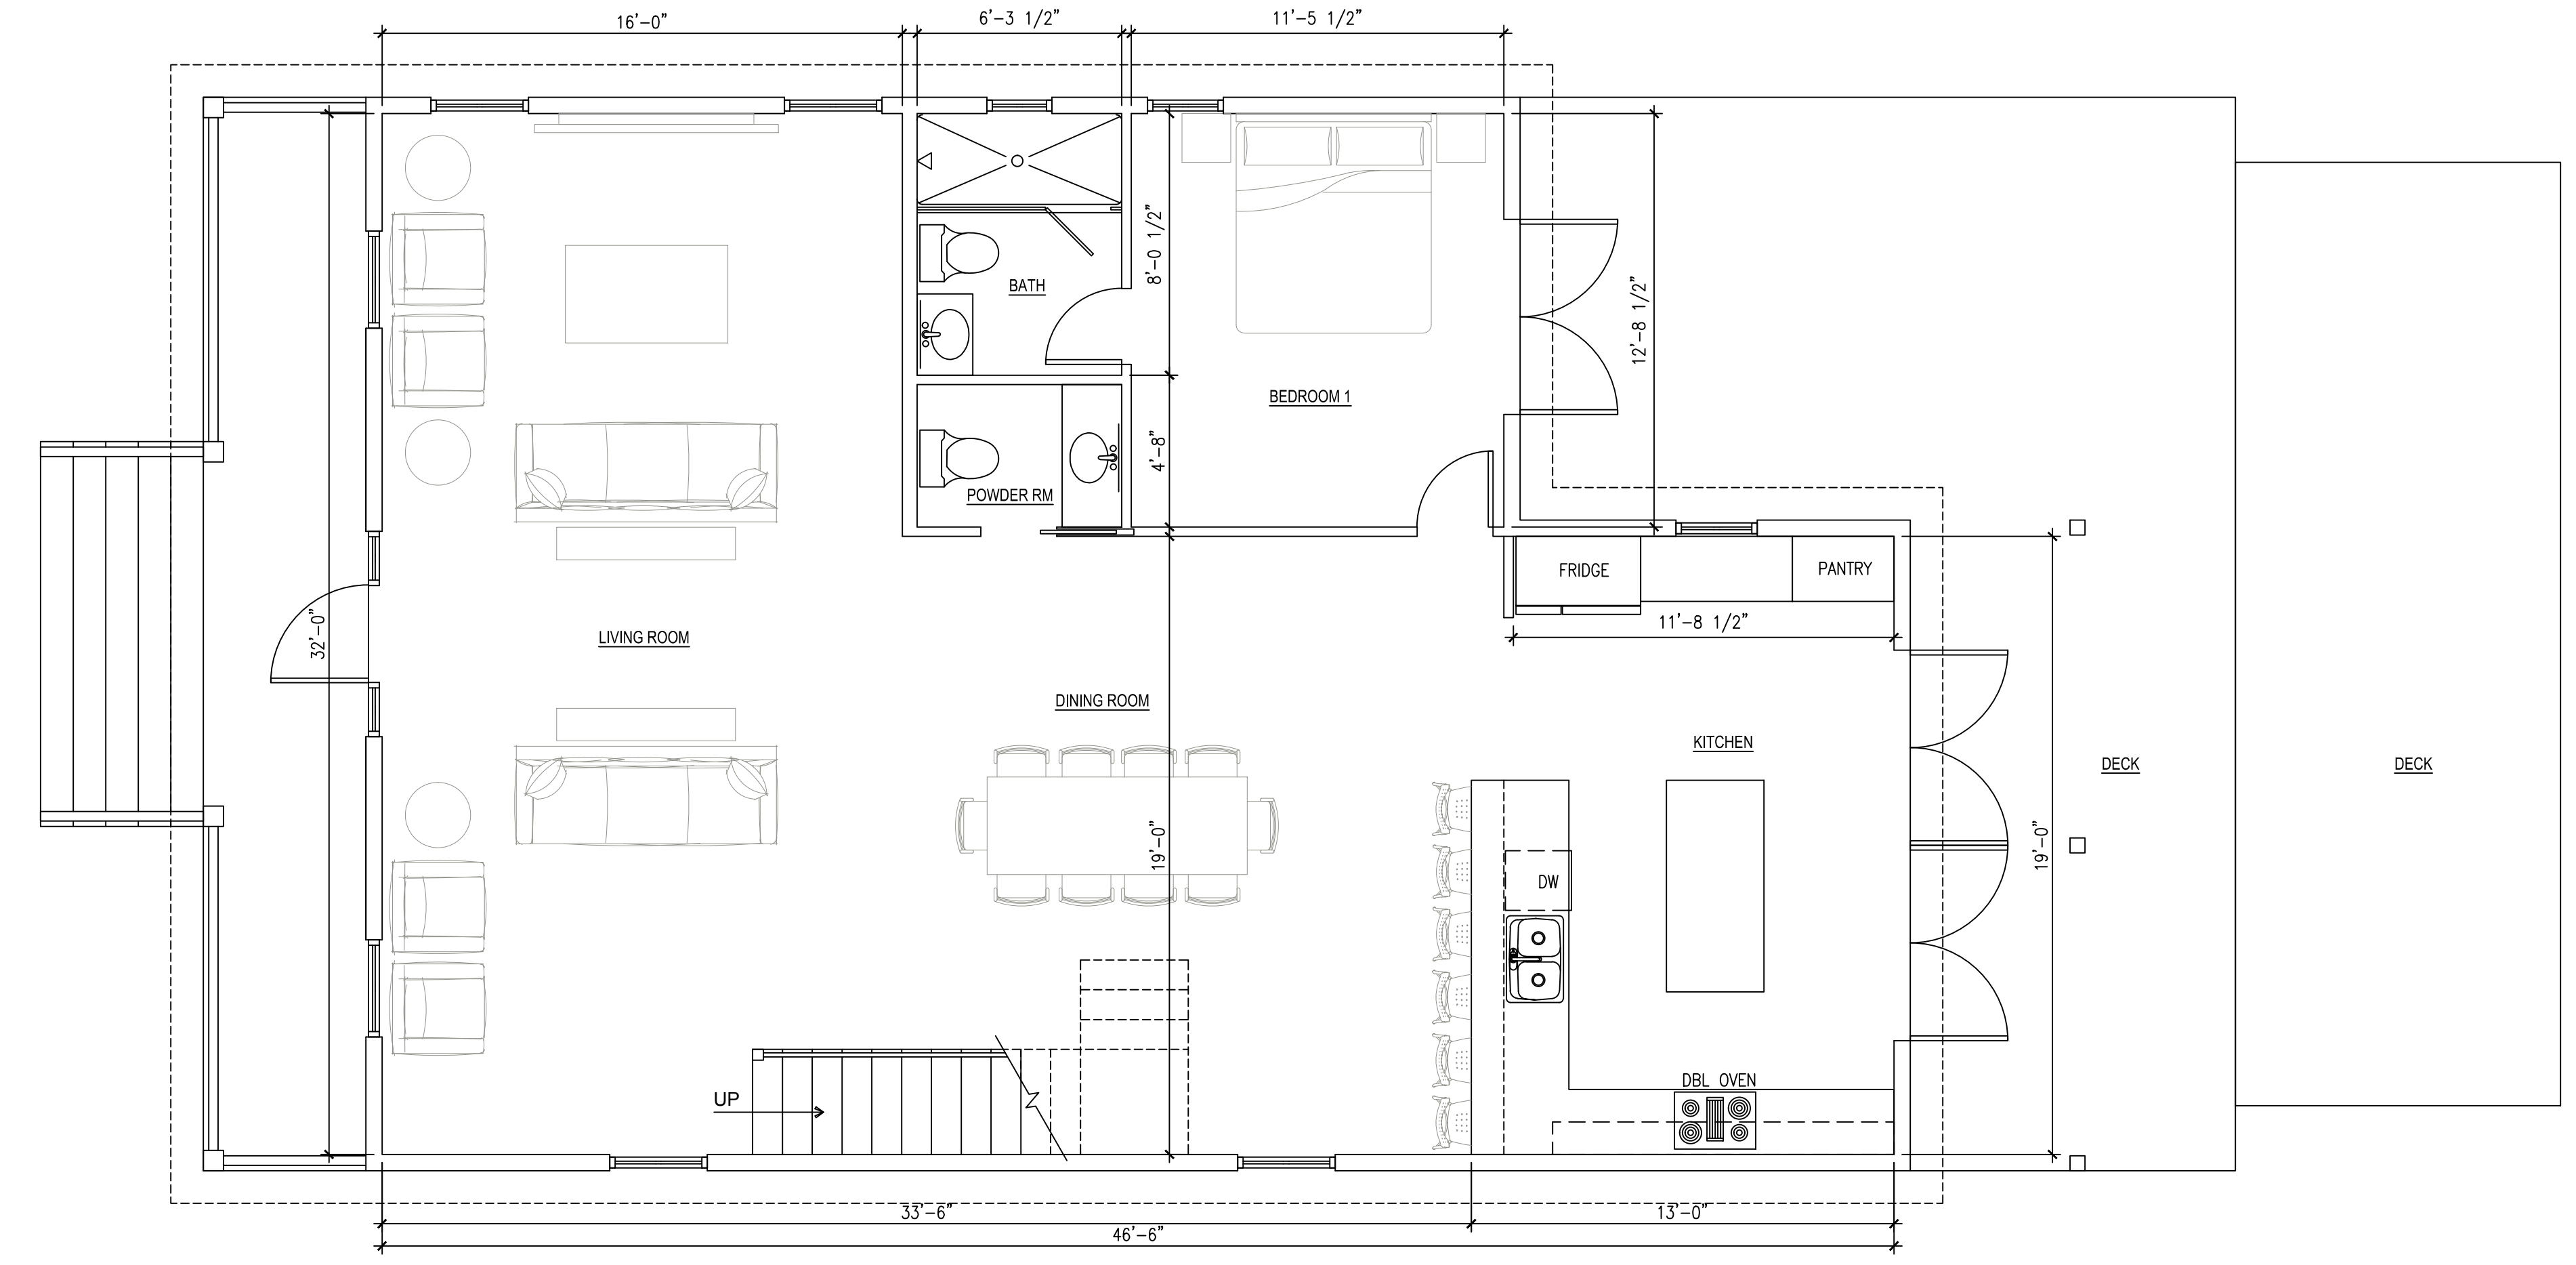 16'-0"
6'-3 1/2"
11'-5 1/2"
8'-0 1/2"
BATH
12'-8 1/2"
BEDROOM 1
4'-8"
POWDER RM
FRIDGE
PANTRY
11'-8 1/2"
32'-0"
LIVING ROOM
DINING ROOM
KITCHEN
DECK
DECK
19'-0"
19'-0"
DW
DBL OVEN
UP
33'-6"
13'-0"
46'-6"